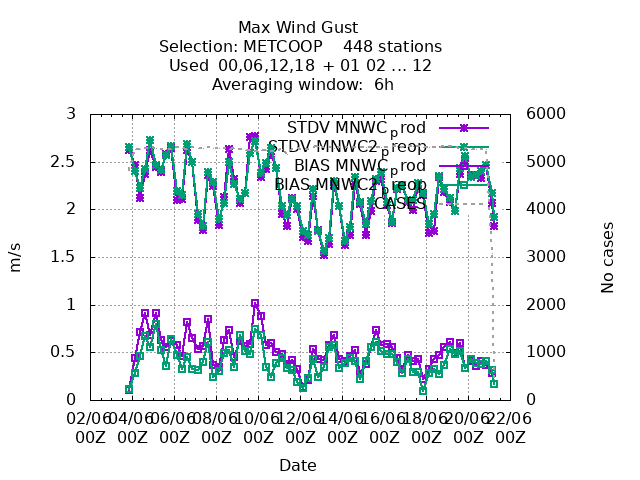 Max Wind Gust
Selection: METCOOP 448 stations
Used 00,06,12,18 + 01 02 ... 12
Averaging window: 6h
3 6000
STDV MNWC_prod
STDV MNWC2_preop
2.5 5000
BIAS MNWC_prod
BIAS MNWC2_preop
CASES
2 4000
1.5 3000
1 2000
0.5 1000
0 0
m/s
No cases
02/06 04/06 06/06 08/06 10/06 12/06 14/06 16/06 18/06 20/06 22/06
00Z 00Z 00Z 00Z 00Z 00Z 00Z 00Z 00Z 00Z 00Z
Date